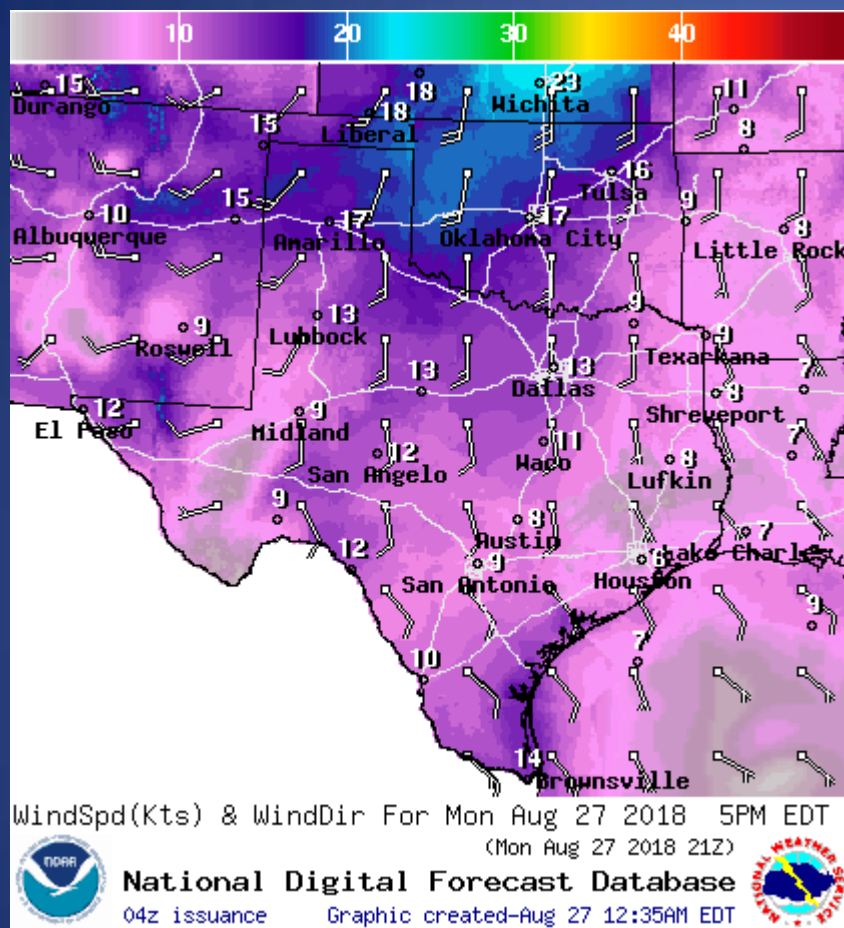 10 20 30 40
15 18 23 11
Durango Wichita
18
Liberal
15 8
16
Tulsa
10 15 17 17 9 8
Albuquerque Amarillo Oklahoma City Little Rock
9 13 9 9
Roswell Lubbock Texarkana
13 13 7
Dallas
12 9 8
El Paso Midland Shreveport
12 11 8 7
San Angelo Waco Lufkin
9 8 7
Austin Lake Charles
12 9 6
San Antonio Houston
9
10 7
14
Brownsville
WindSpd(Kts) & WindDir For Mon Aug 27 2018 5PM EDT
(Mon Aug 27 2018 21Z)
NOAA
National Digital Forecast Database
04z issuance Graphic created-Aug 27 12:35AM EDT
NATIONAL WEATHER SERVICE